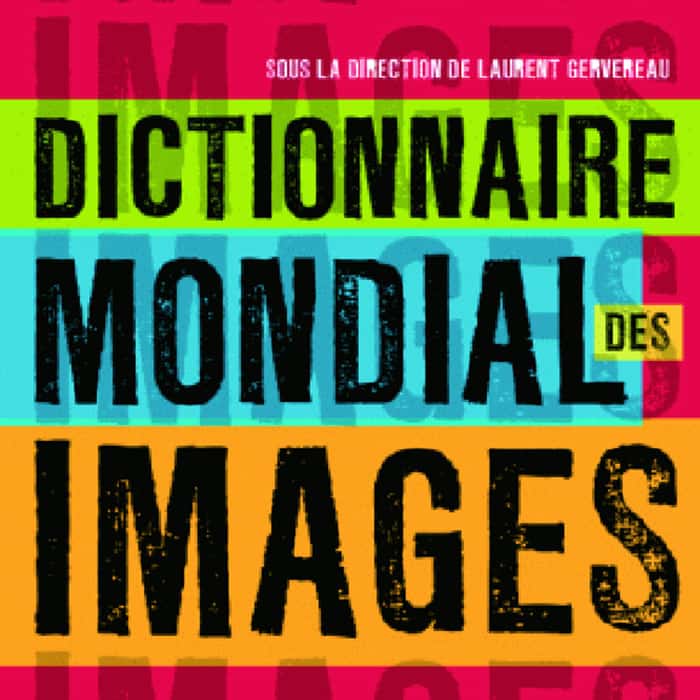 SOUS LA DIRECTION DE LAURENT GERVEREAU
DICTIONNAIRE
MONDIAL
DES
IMAGES